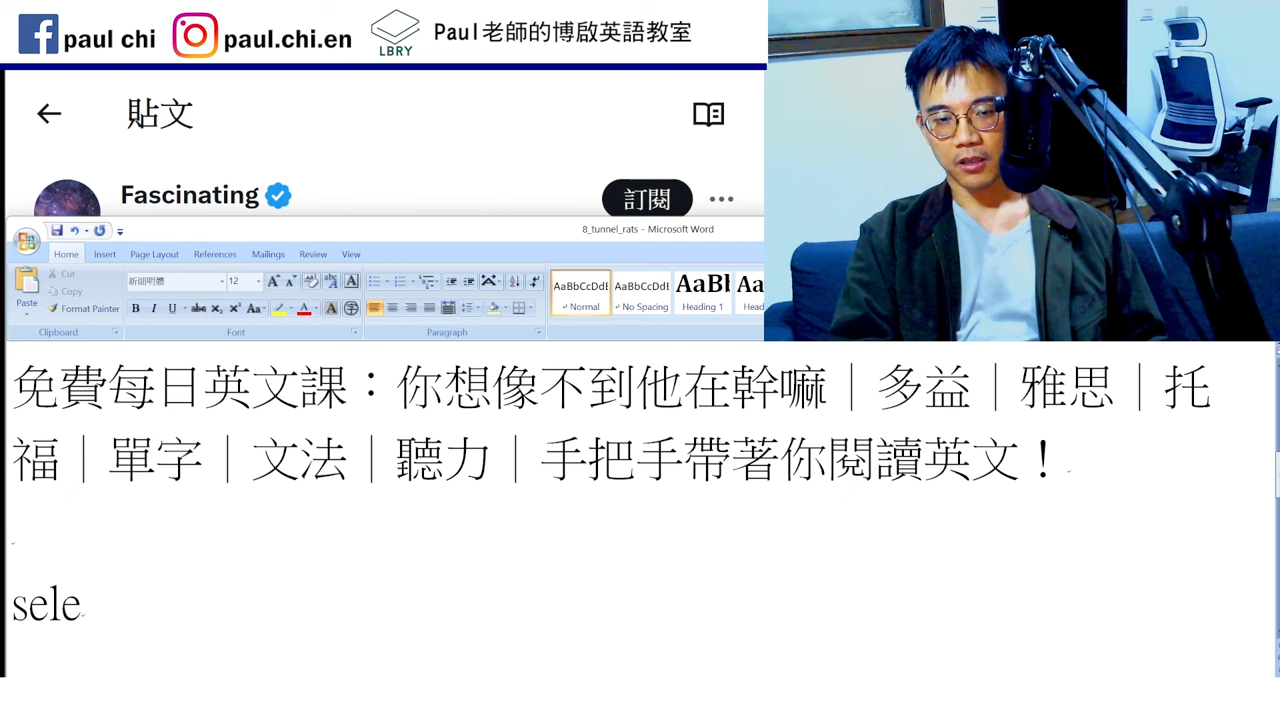 paul chi
paul.chi.en
LBRY
Paul老師的博啟英語教室
貼文
Fascinating
訂閱
8_tunnel_rats - Microsoft Word
Home Insert Page Layout References Mailings Review View
Cut
Copy
Format Painter
Paste
Clipboard
新細明體 12
Font
Paragraph
AaBbCcDdE AaBbCcDdE AaBb AaB
Normal No Spacing Heading 1 Head
免費每日英文課：你想像不到他在幹嘛｜多益｜雅思｜托
福｜單字｜文法｜聽力｜手把手帶著你閱讀英文！
sele